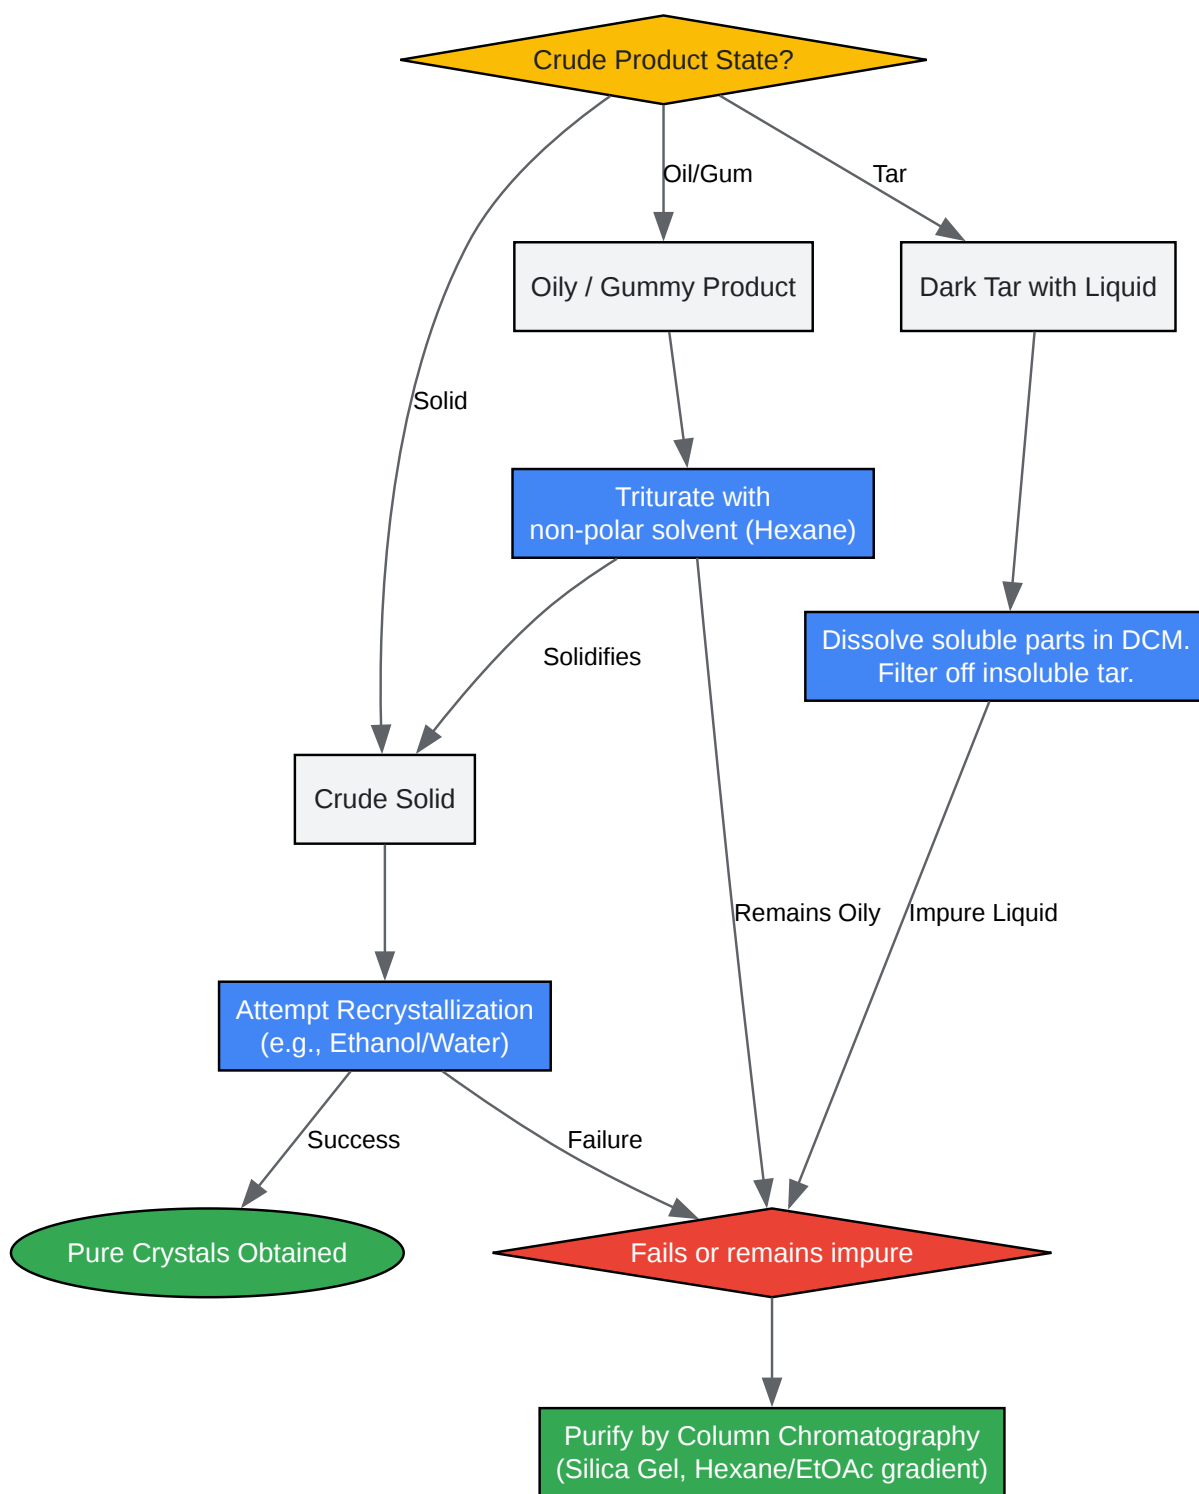 Crude Product State?
Oil/Gum
Tar
Oily / Gummy Product
Dark Tar with Liquid
Solid
Triturate with
non-polar solvent (Hexane)
Dissolve soluble parts in DCM.
Filter off insoluble tar.
Solidifies
Crude Solid
Remains Oily
Impure Liquid
Attempt Recrystallization
(e.g., Ethanol/Water)
Success
Failure
Pure Crystals Obtained
Fails or remains impure
Purify by Column Chromatography
(Silica Gel, Hexane/EtOAc gradient)